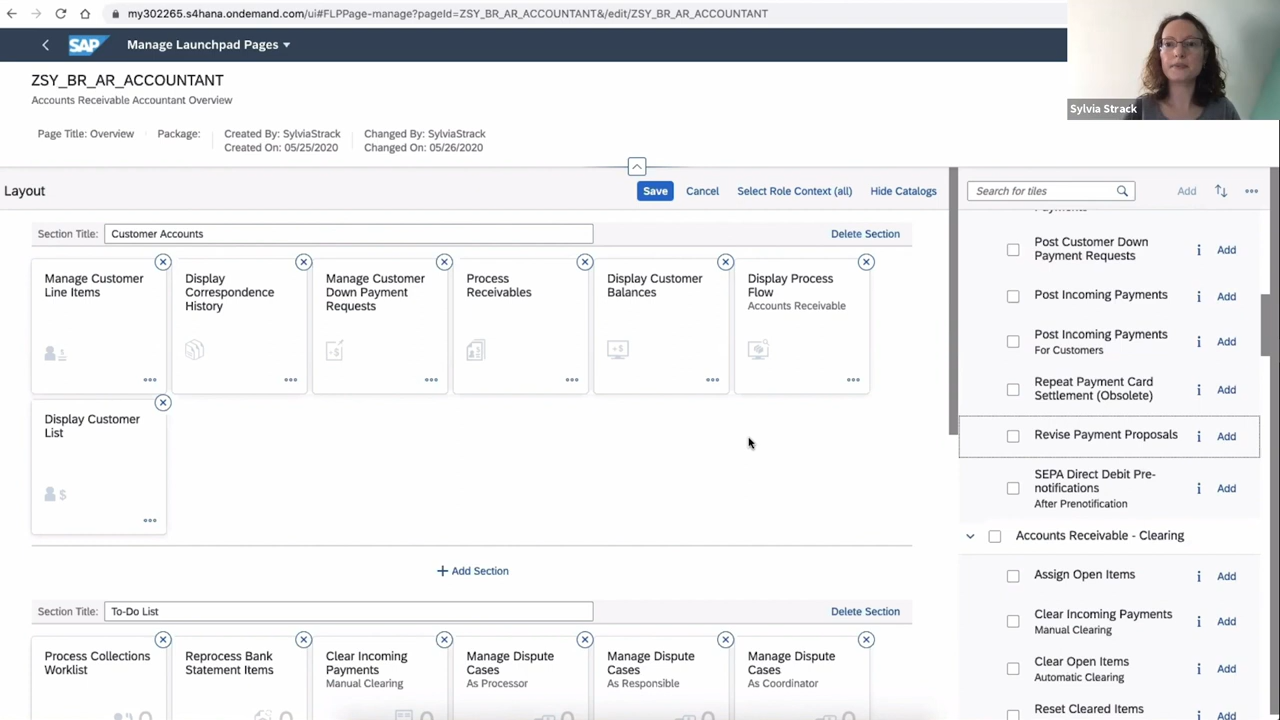 my302265.s4hana.ondemand.com/ui#FLPPage-manage?pageId=ZSY_BR_AR_ACCOUNTANT&/edit/ZSY_BR_AR_ACCOUNTANT
SAP
Manage Launchpad Pages
Sylvia Strack
ZSY_BR_AR_ACCOUNTANT
Accounts Receivable Accountant Overview
Page Title: Overview
Package:
Created By: SylviaStrack
Created On: 05/25/2020
Changed By: SylviaStrack
Changed On: 05/26/2020
Layout
Save
Cancel
Select Role Context (all)
Hide Catalogs
Section Title:
Customer Accounts
Delete Section
Manage Customer
Line Items
Display
Correspondence
History
Manage Customer
Down Payment
Requests
Process
Receivables
Display Customer
Balances
Display Process
Flow
Accounts Receivable
Display Customer
List
Add Section
Section Title:
To-Do List
Delete Section
Process Collections
Worklist
Reprocess Bank
Statement Items
Clear Incoming
Payments
Manual Clearing
Manage Dispute
Cases
As Processor
Manage Dispute
Cases
As Responsible
Manage Dispute
Cases
As Coordinator
Search for tiles
Add
Payments
Post Customer Down
Payment Requests
i
Add
Post Incoming Payments
i
Add
Post Incoming Payments
For Customers
i
Add
Repeat Payment Card
Settlement (Obsolete)
i
Add
Revise Payment Proposals
i
Add
SEPA Direct Debit Pre-
notifications
After Prenotification
i
Add
Accounts Receivable - Clearing
Assign Open Items
i
Add
Clear Incoming Payments
Manual Clearing
i
Add
Clear Open Items
Automatic Clearing
i
Add
Reset Cleared Items
i
Add